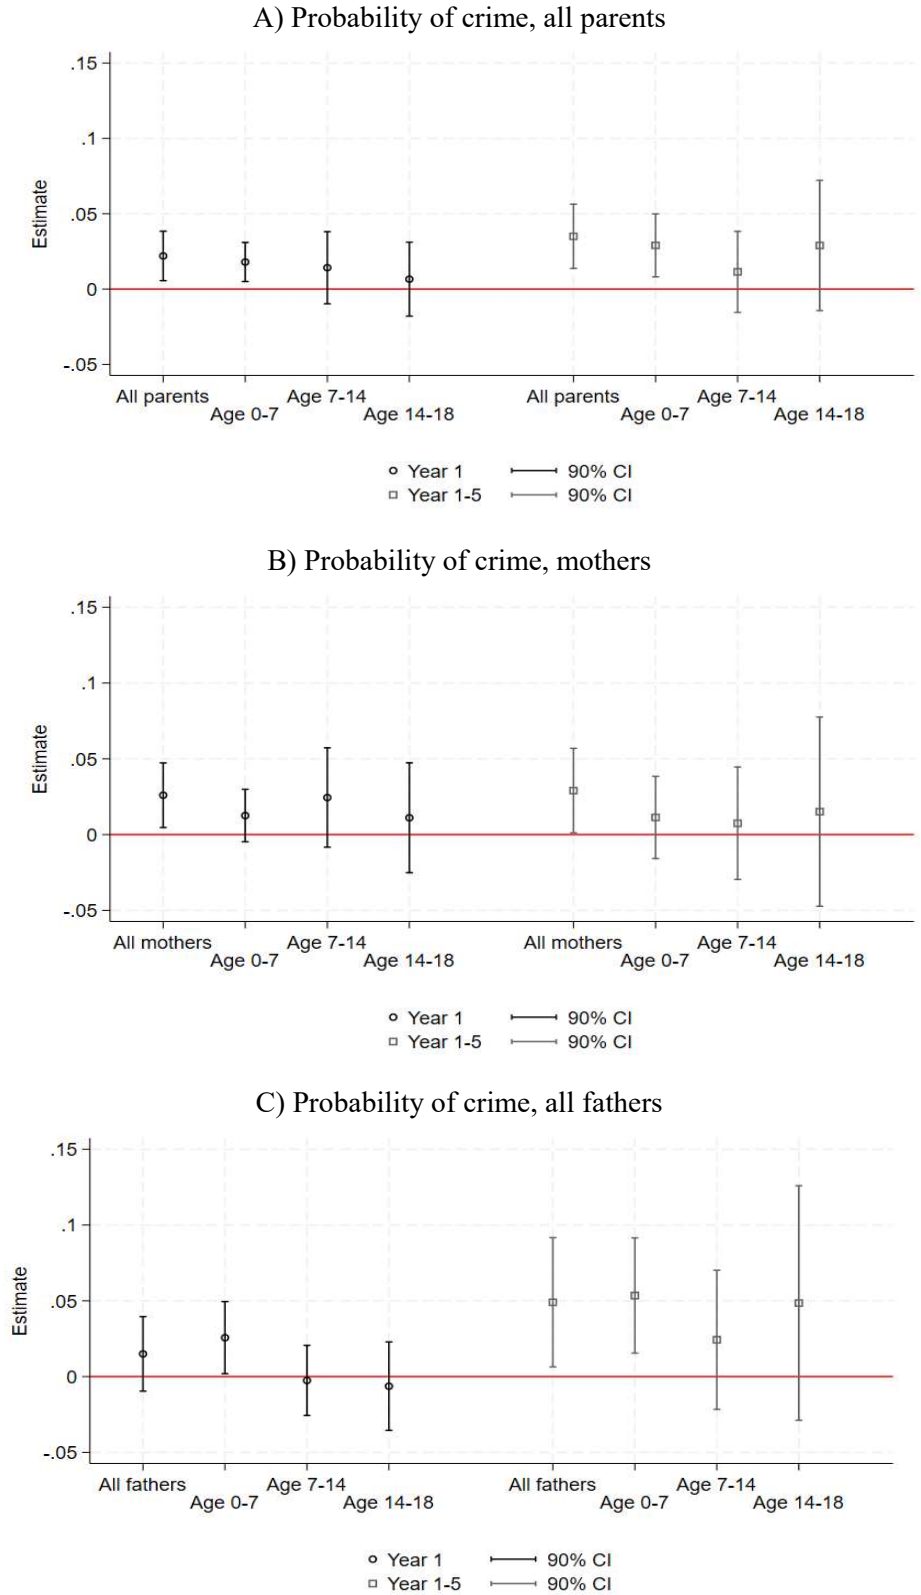 A) Probability of crime, all parents
.15
.1
.05
0
-.05
Estimate
All parents Age 7-14 All parents Age 7-14
Age 0-7 Age 14-18 Age 0-7 Age 14-18
Year 1 90% CI
Year 1-5 90% CI
B) Probability of crime, mothers
.15
.1
.05
0
-.05
Estimate
All mothers Age 7-14 All mothers Age 7-14
Age 0-7 Age 14-18 Age 0-7 Age 14-18
Year 1 90% CI
Year 1-5 90% CI
C) Probability of crime, all fathers
.15
.1
.05
0
-.05
Estimate
All fathers Age 7-14 All fathers Age 7-14
Age 0-7 Age 14-18 Age 0-7 Age 14-18
Year 1 90% CI
Year 1-5 90% CI